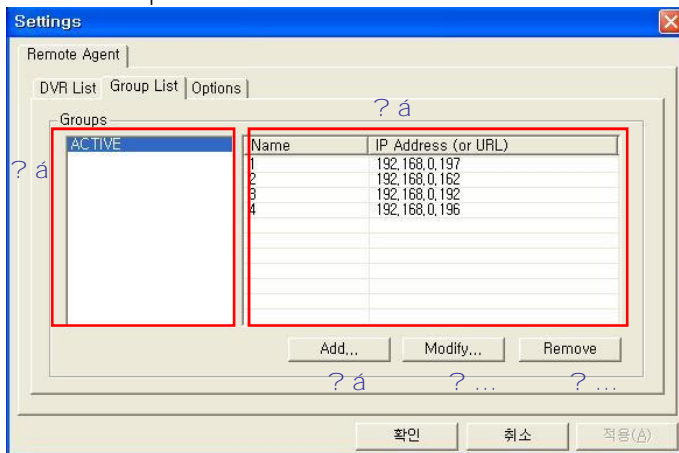 Settings
Remote Agent
DVR List Group List Options
? á
Groups
ACTIVE
Name IP Address (or URL)
? á
1 192,168,0,197
2 192,168,0,162
3 192,168,0,192
4 192,168,0,196
Add,,, Modify,,, Remove
? á ? ... ? ...
확인 취소 적용(A)